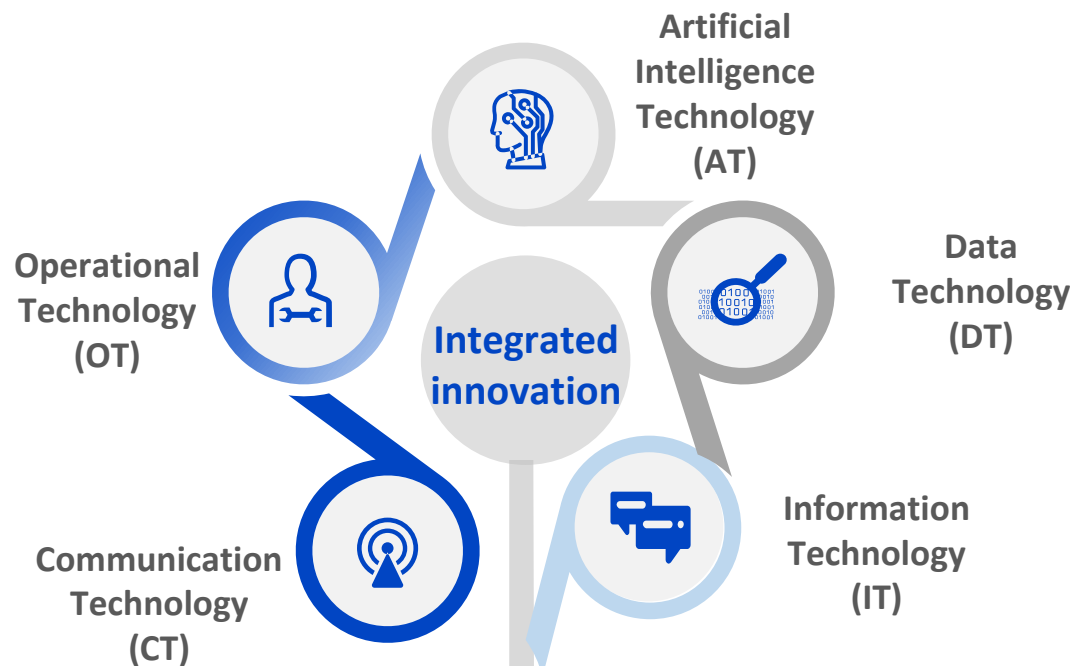 Artificial
Intelligence
Technology
(AT)
Operational
Technology
(OT)
Data
Technology
(DT)
Integrated
innovation
Communication
Technology
(CT)
Information
Technology
(IT)